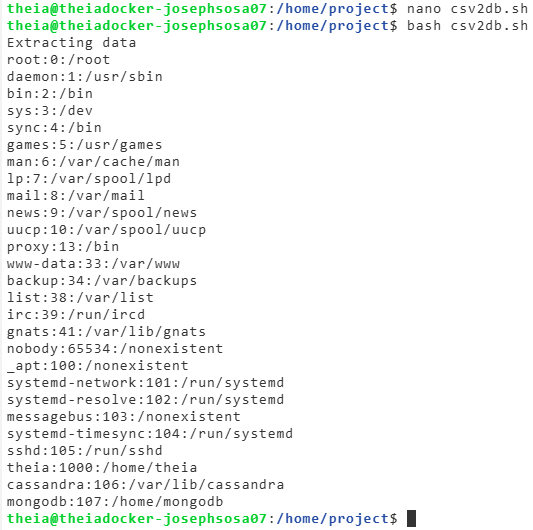 theia@theiadocker-josephsosa07:/home/project$ nano csv2db.sh
theia@theiadocker-josephsosa07:/home/project$ bash csv2db.sh
Extracting data
root:0:/root
daemon:1:/usr/sbin
bin:2:/bin
sys:3:/dev
sync:4:/bin
games:5:/usr/games
man:6:/var/cache/man
lp:7:/var/spool/lpd
mail:8:/var/mail
news:9:/var/spool/news
uucp:10:/var/spool/uucp
proxy:13:/bin
www-data:33:/var/www
backup:34:/var/backups
list:38:/var/list
irc:39:/run/ircd
gnats:41:/var/lib/gnats
nobody:65534:/nonexistent
_apt:100:/nonexistent
systemd-network:101:/run/systemd
systemd-resolve:102:/run/systemd
messagebus:103:/nonexistent
systemd-timesync:104:/run/systemd
sshd:105:/run/sshd
theia:1000:/home/theia
cassandra:106:/var/lib/cassandra
mongodb:107:/home/mongodb
theia@theiadocker-josephsosa07:/home/project$